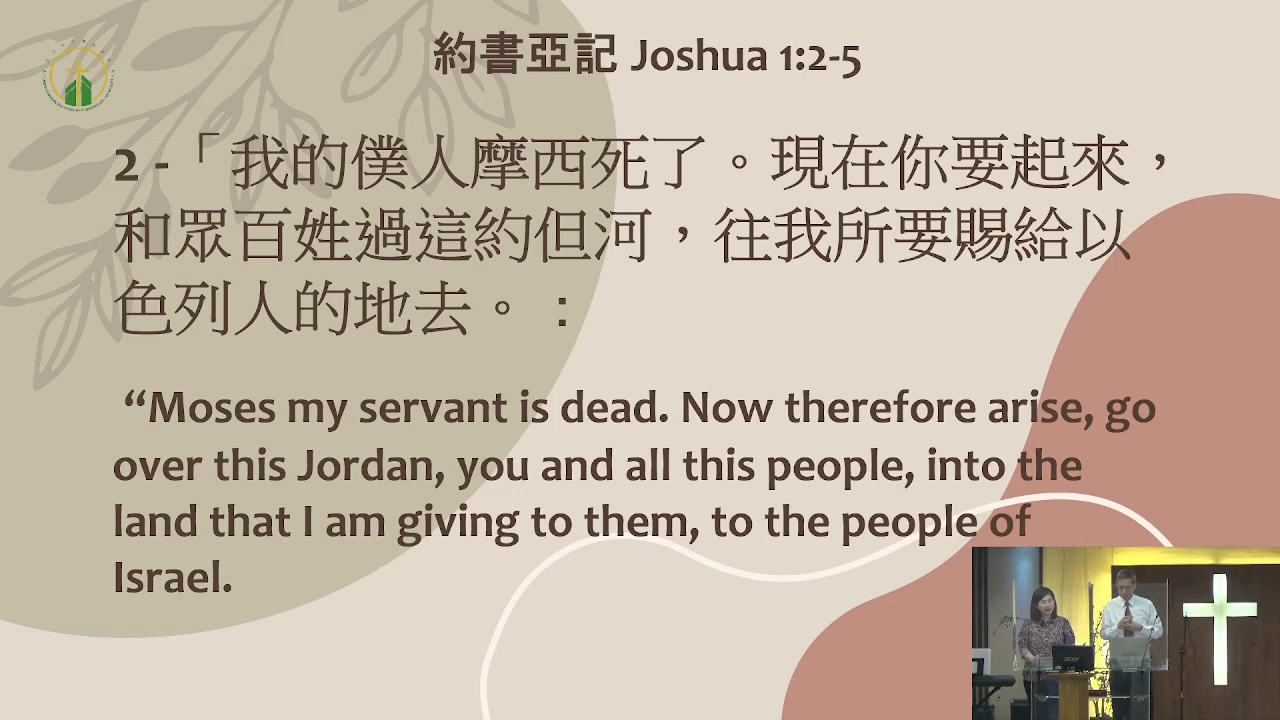 約書亞記 Joshua 1:2-5
2 -「我的僕人摩西死了。現在你要起來，
和眾百姓過這約但河，往我所要賜給以
色列人的地去。：
“Moses my servant is dead. Now therefore arise, go
over this Jordan, you and all this people, into the
land that I am giving to them, to the people of
Israel.
acer